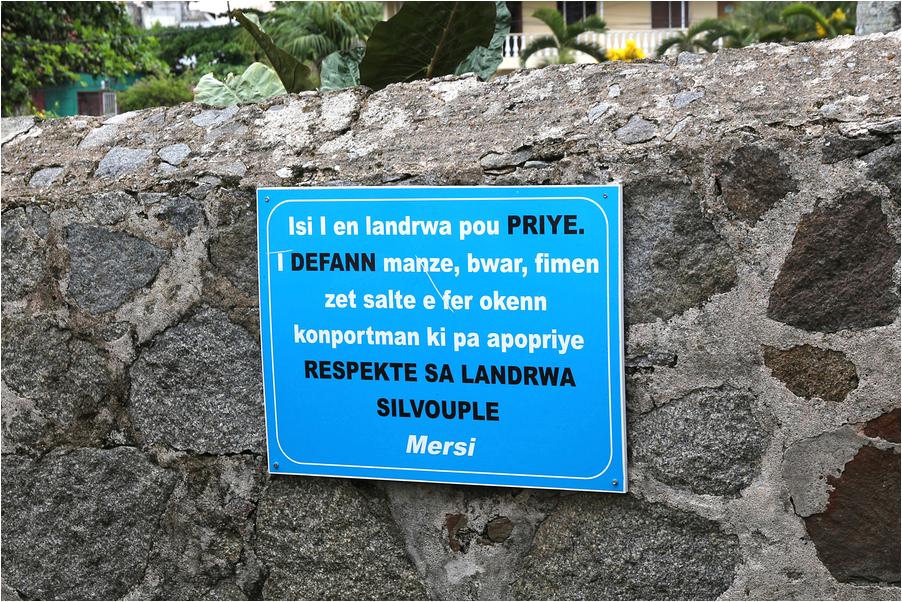 Isi I en landrwa pou PRIYE.
I DEFANN manze, bwar, fimen
zet salte e fer okenn
konportman ki pa apopriye
RESPEKTE SA LANDRWA
SILVOUPLE
Mersi